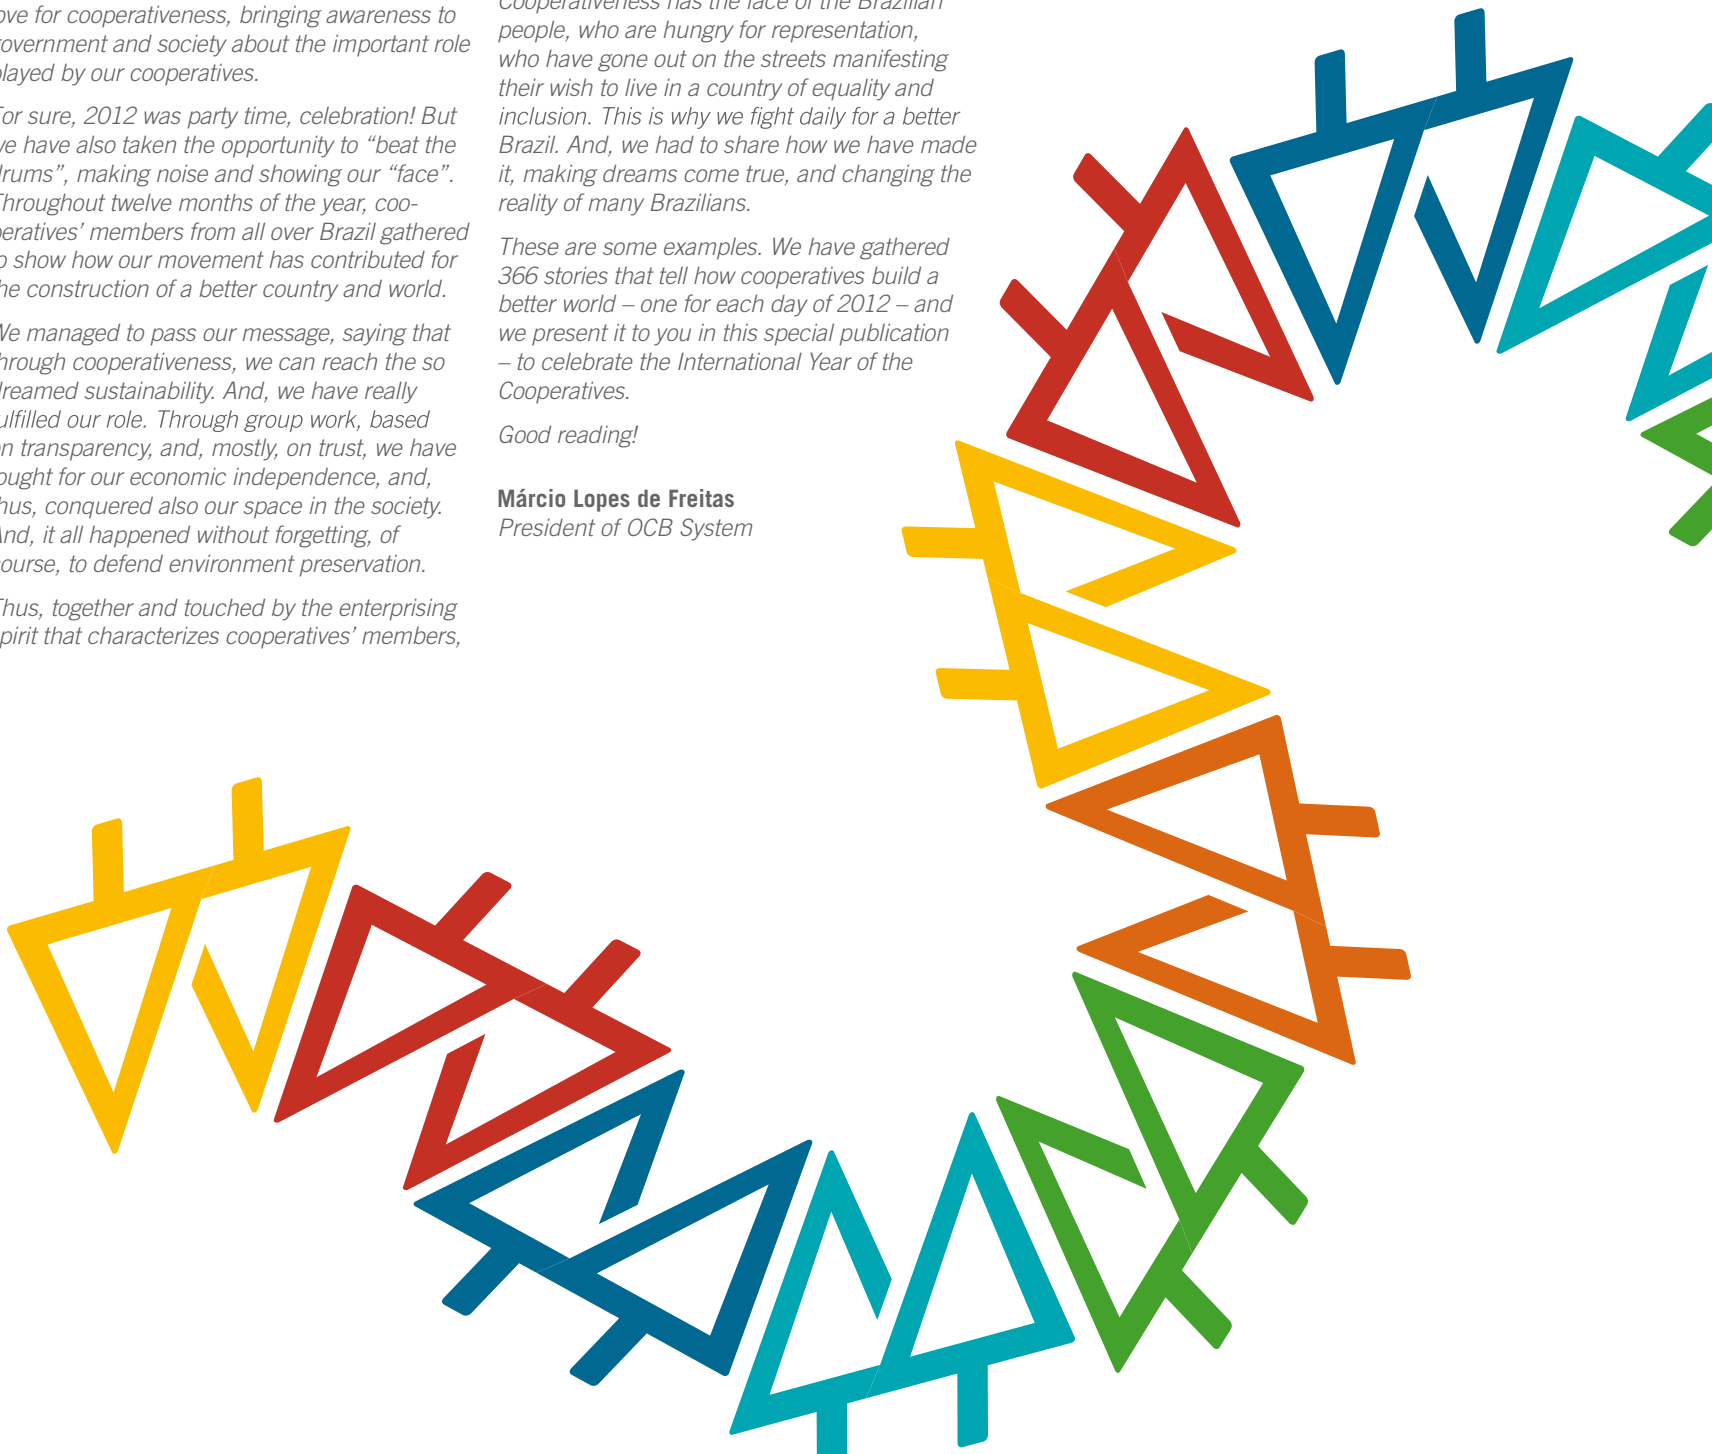 ove for cooperativeness, bringing awareness to
overnment and society about the important role
layed by our cooperatives.
or sure, 2012 was party time, celebration! But
e have also taken the opportunity to “beat the
rums”, making noise and showing our “face”.
Throughout twelve months of the year, coo-
peratives’ members from all over Brazil gathered
o show how our movement has contributed for
he construction of a better country and world.
We managed to pass our message, saying that
hrough cooperativeness, we can reach the so
dreamed sustainability. And, we have really
ulfilled our role. Through group work, based
n transparency, and, mostly, on trust, we have
ought for our economic independence, and,
hus, conquered also our space in the society.
And, it all happened without forgetting, of
ourse, to defend environment preservation.
Thus, together and touched by the enterprising
pirit that characterizes cooperatives’ members,
Cooperativeness has the face of the Brazilian
people, who are hungry for representation,
who have gone out on the streets manifesting
their wish to live in a country of equality and
inclusion. This is why we fight daily for a better
Brazil. And, we had to share how we have made
it, making dreams come true, and changing the
reality of many Brazilians.
These are some examples. We have gathered
366 stories that tell how cooperatives build a
better world – one for each day of 2012 – and
we present it to you in this special publication
– to celebrate the International Year of the
Cooperatives.
Good reading!
Márcio Lopes de Freitas
President of OCB System